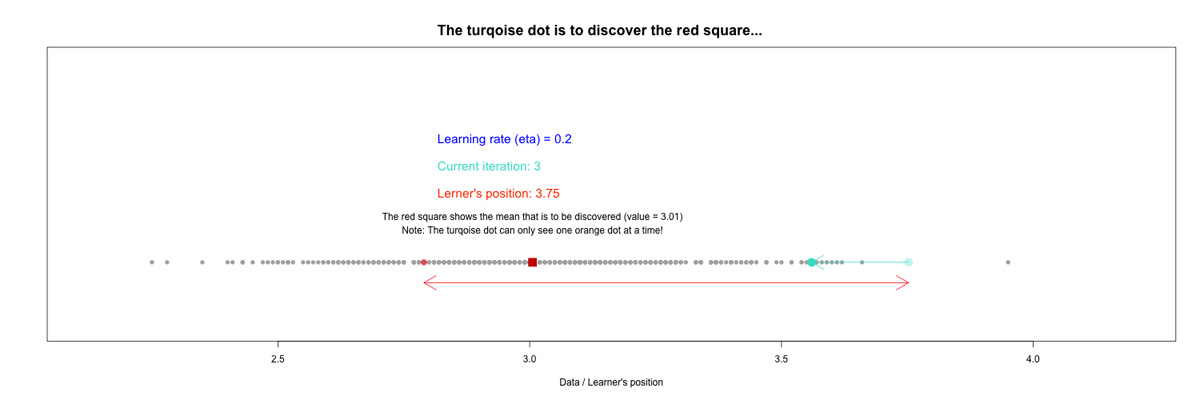 The turqoise dot is to discover the red square...
Learning rate (eta) = 0.2
Current iteration: 3
Lerner's position: 3.75
The red square shows the mean that is to be discovered (value = 3.01)
Note: The turqoise dot can only see one orange dot at a time!
2.5 3.0 3.5 4.0
Data / Learner's position